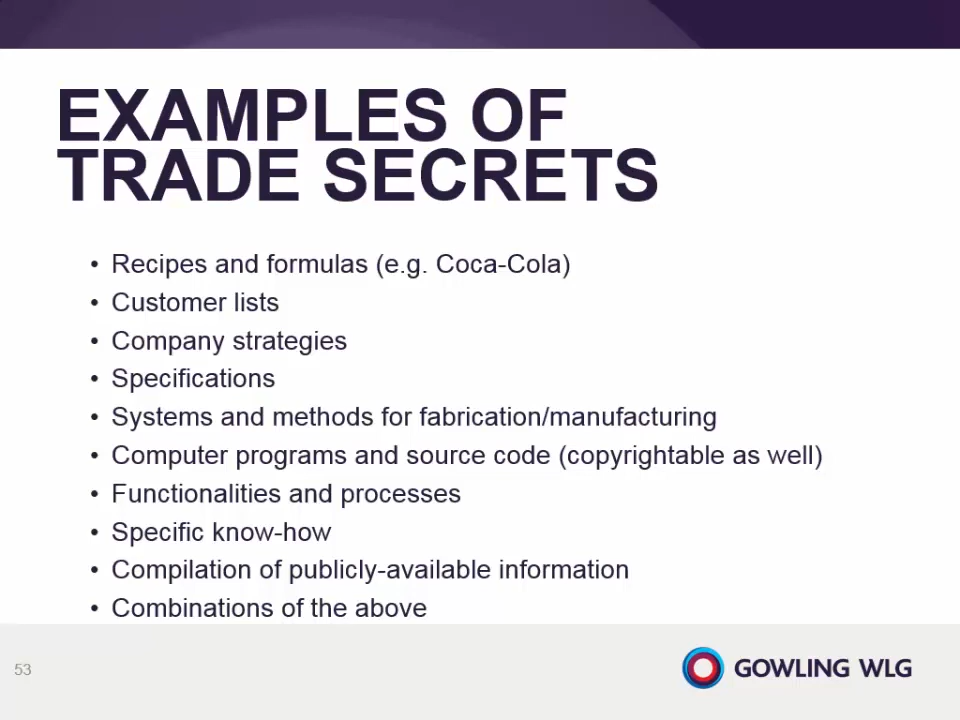 EXAMPLES OF
TRADE SECRETS
• Recipes and formulas (e.g. Coca-Cola)
• Customer lists
• Company strategies
• Specifications
• Systems and methods for fabrication/manufacturing
• Computer programs and source code (copyrightable as well)
• Functionalities and processes
• Specific know-how
• Compilation of publicly-available information
• Combinations of the above
53
GOWLING WLG